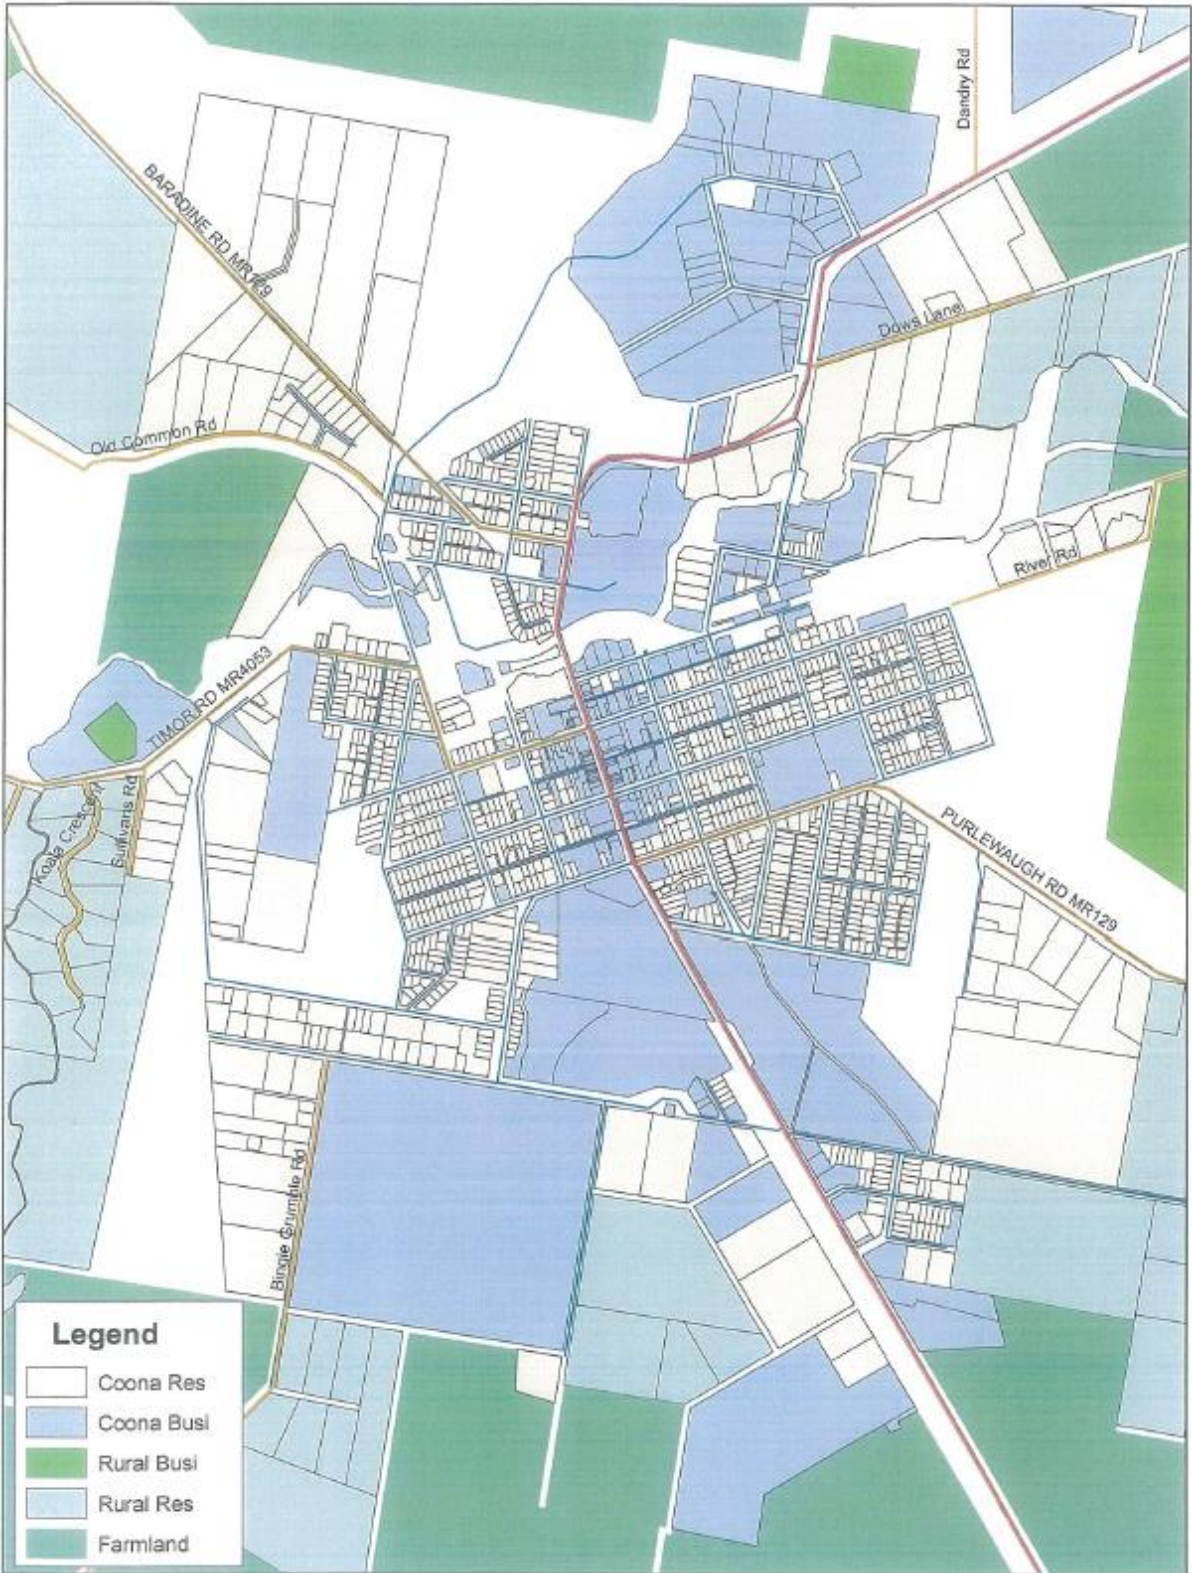 Dandry Rd
BARADINE RD MR129
Dows Lane
Old Common Rd
River Rd
TIMOR RD MR4053
Koala Crescent
Sullivans Rd
PURLEWAUGH RD MR129
Bingie Grumble Rd
Legend
Coona Res
Coona Busi
Rural Busi
Rural Res
Farmland